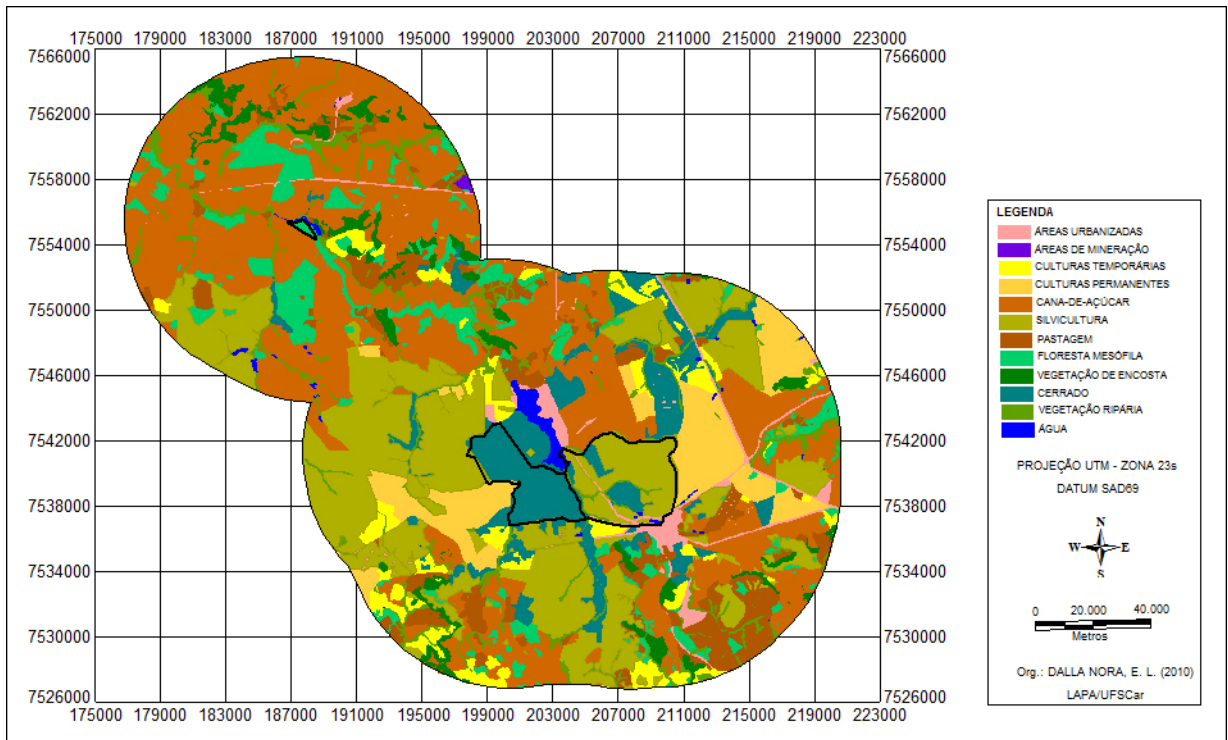 175000 179000 183000 187000 191000 195000 199000 203000 207000 211000 215000 219000 223000
7566000 7566000
7562000 7562000
7558000 7558000
7554000 7554000
7550000 7550000
7546000 7546000
7542000 7542000
7538000 7538000
7534000 7534000
7530000 7530000
7526000 7526000
175000 179000 183000 187000 191000 195000 199000 203000 207000 211000 215000 219000 223000
LEGENDA
ÁREAS URBANIZADAS
ÁREAS DE MINERAÇÃO
CULTURAS TEMPORÁRIAS
CULTURAS PERMANENTES
CANA-DE-AÇÚCAR
SILVICULTURA
PASTAGEM
FLORESTA MESÓFILA
VEGETAÇÃO DE ENCOSTA
CERRADO
VEGETAÇÃO RIPÁRIA
ÁGUA
PROJEÇÃO UTM - ZONA 23s
DATUM SAD69
N
W E
S
0 20.000 40.000
Metros
Org.: DALLA NORA, E. L. (2010)
LAPA/UFSCar